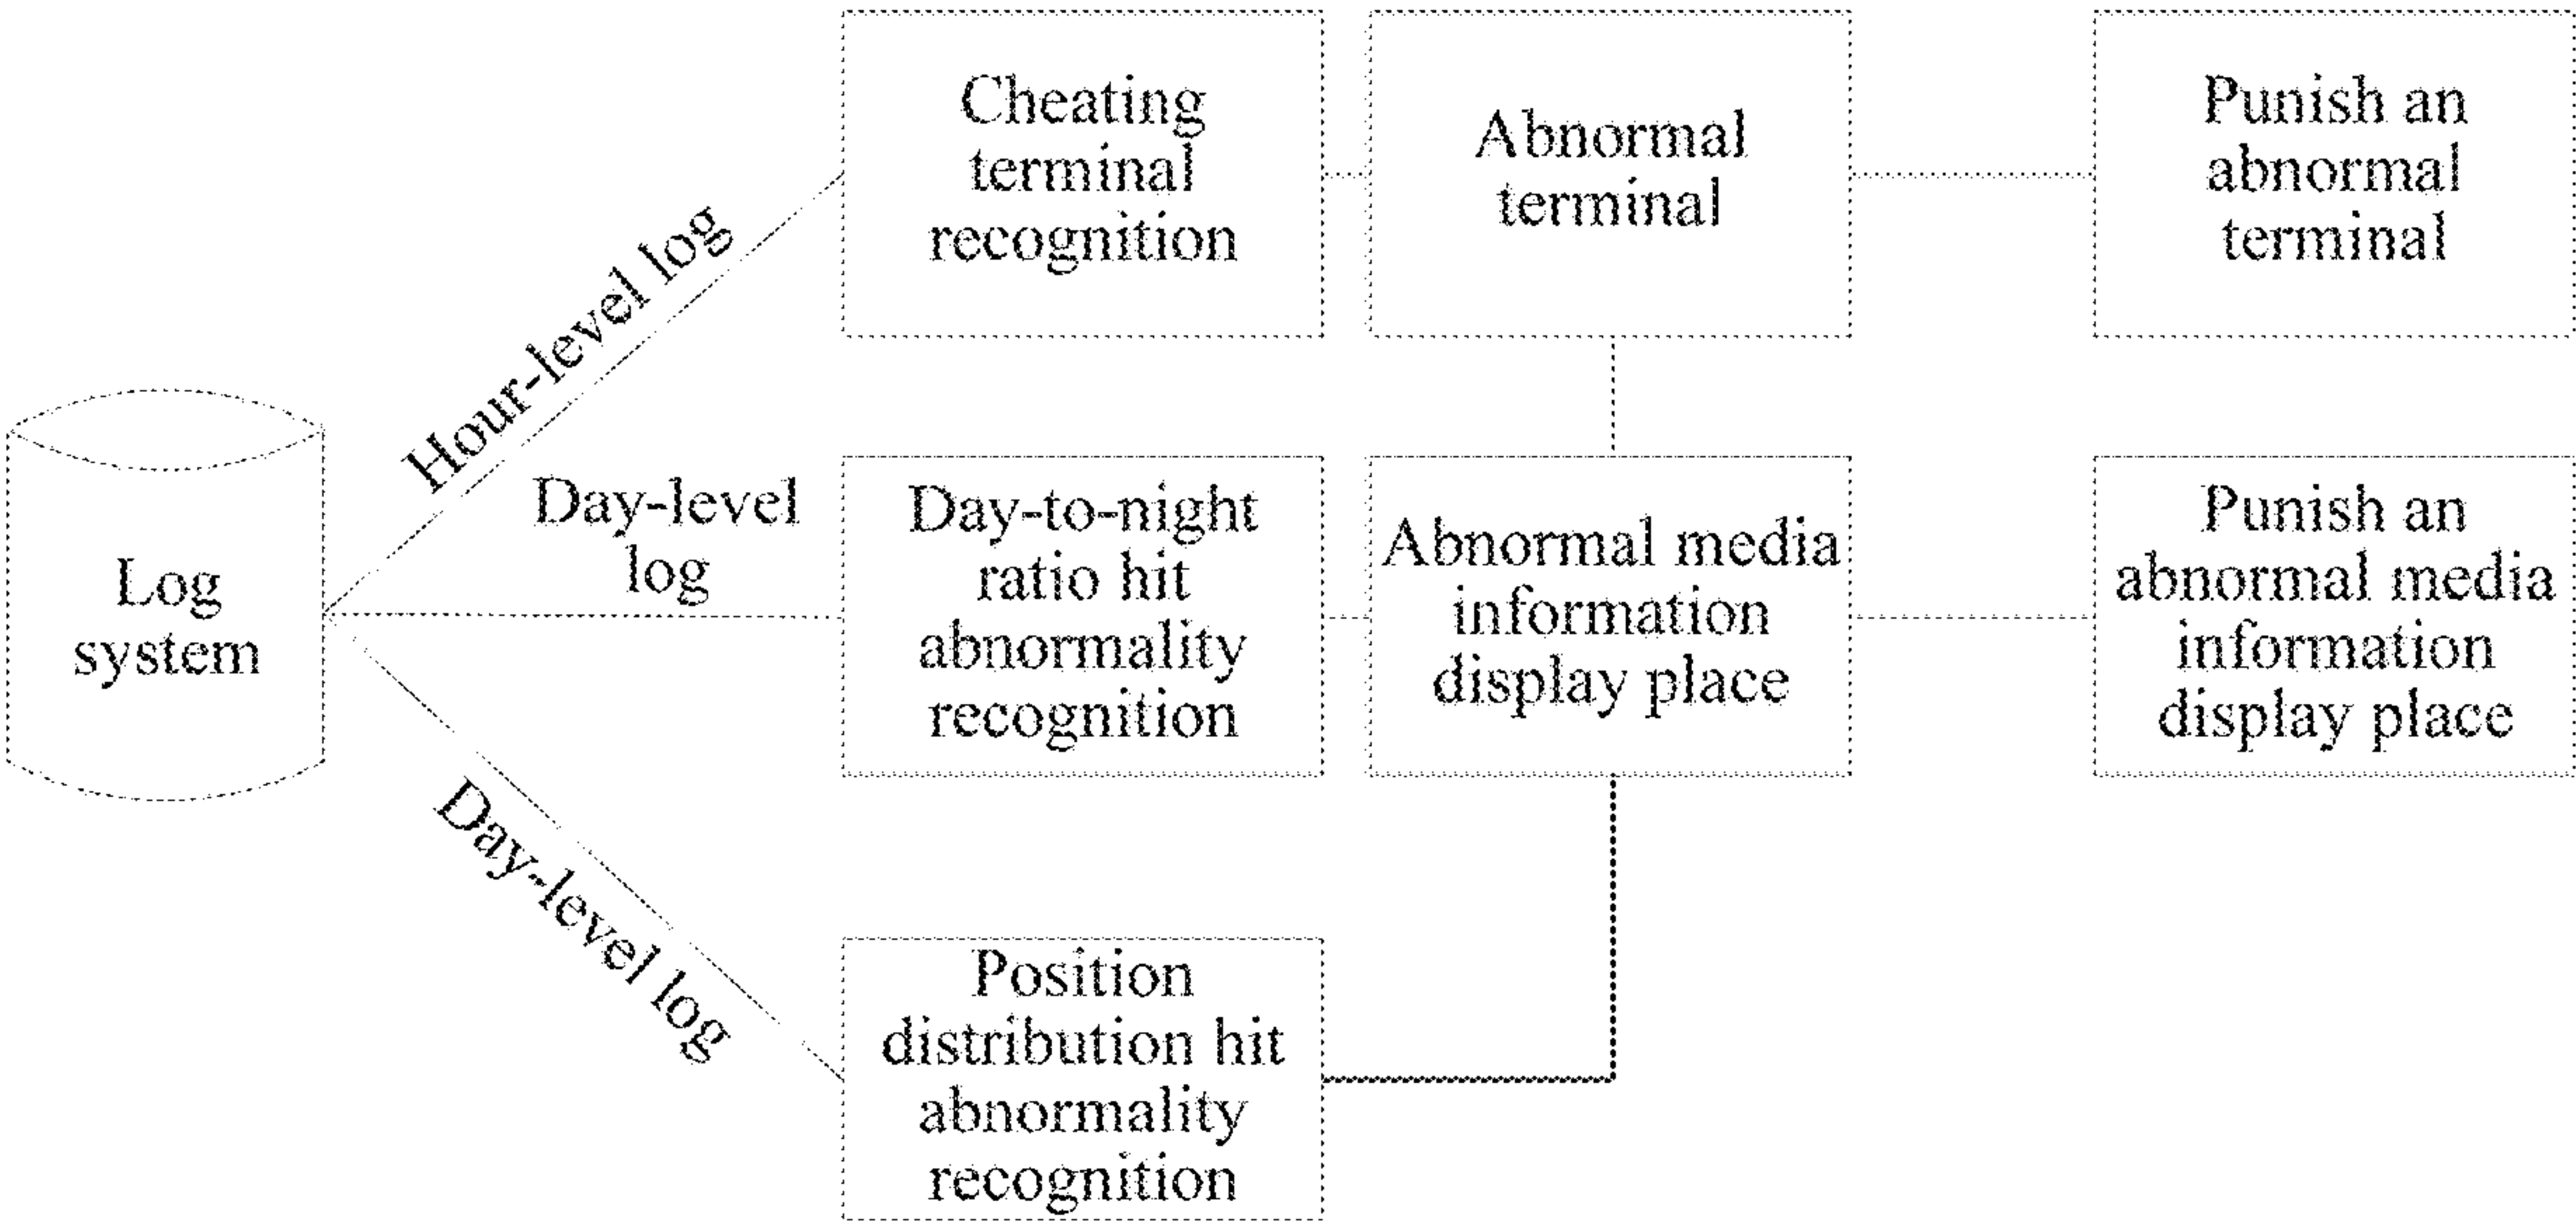 Cheating
terminal
recognition
Abnormal
terminal
Punish an
abnormal
terminal
Hour-level log
Day-level
log
Log
system
Day-to-night
ratio hit
abnormality
recognition
Abnormal media
information
display place
Punish an
abnormal media
information
display place
Day-level log
Position
distribution hit
abnormality
recognition